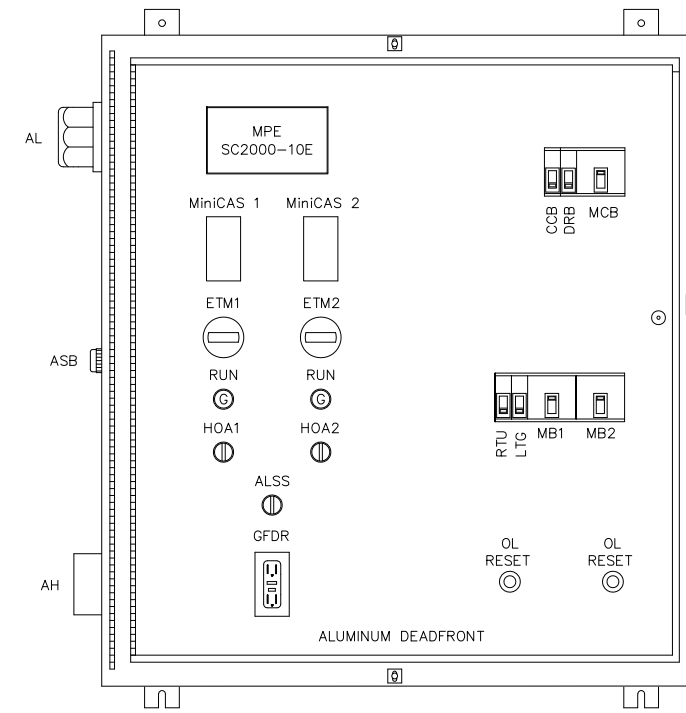 AL
MPE
SC2000-10E
MiniCAS 1
MiniCAS 2
CCB
DRB
MCB
ETM1
ETM2
ASB
RUN
RUN
G
G
HOA1
HOA2
RTU
LTG
MB1
MB2
ALSS
GFDR
OL
RESET
OL
RESET
AH
ALUMINUM DEADFRONT